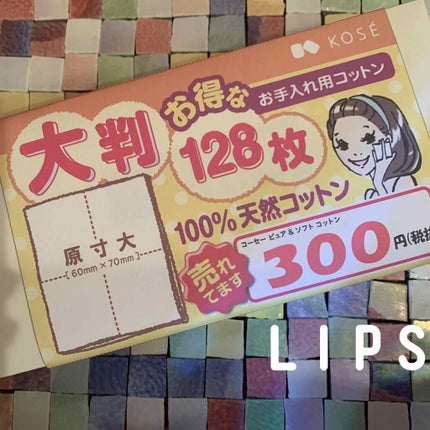 KOSÉ
お得な
お手入れ用コットン
大判
128枚
100%天然コットン
原寸大
[60mm×70mm]
売れ
てます
コーセー ピュア&ソフト コットン
300円(税抜
LIPS